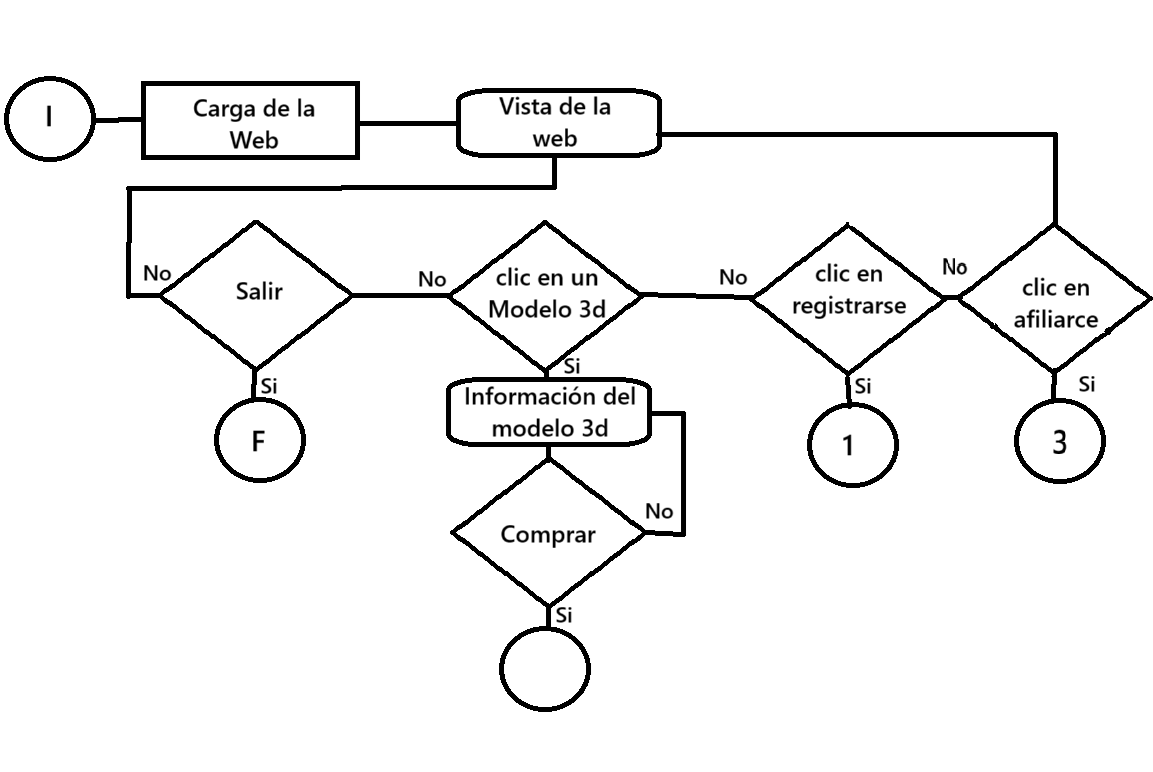 I
Carga de la
Web
Vista de la
web
No
Salir
Si
F
No
clic en un
Modelo 3d
Si
Información del
modelo 3d
No
Comprar
Si
No
clic en
registrarse
Si
1
No
clic en
afiliarce
Si
3